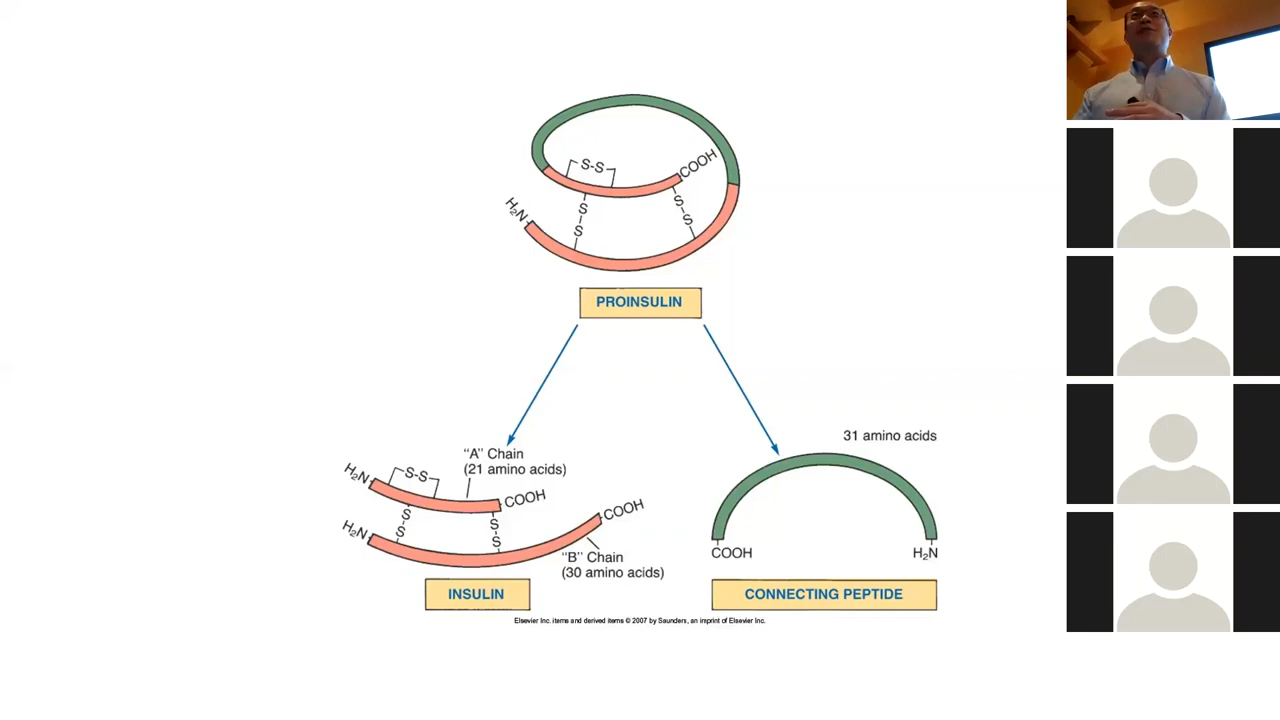 S-S
COOH
H₂N
S
S
S
S
PROINSULIN
31 amino acids
"A" Chain
(21 amino acids)
H₂N
S-S
COOH
S
S
S
S
H₂N
COOH
"B" Chain
(30 amino acids)
COOH
H₂N
INSULIN
CONNECTING PEPTIDE
Elsevier Inc. items and derived items © 2007 by Saunders, an imprint of Elsevier Inc.